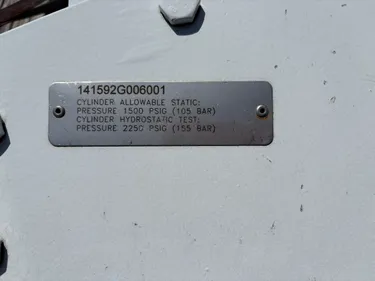 141592G006001
CYLINDER ALLOWABLE STATIC:
PRESSURE 1500 PSIG (105 BAR)
CYLINDER HYDROSTATIC TEST:
PRESSURE 2250 PSIG (155 BAR)